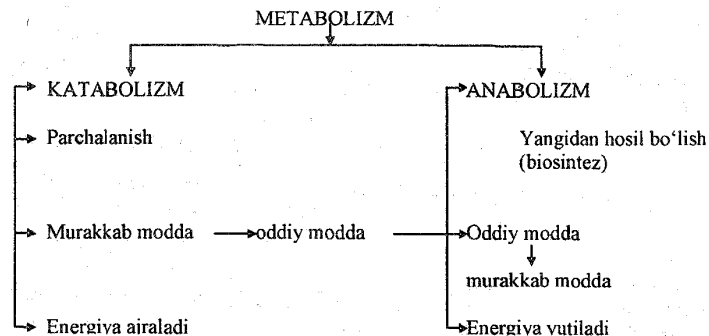 METABOLIZM
KATABOLIZM
ANABOLIZM
Parchalanish
Yangidan hosil bo‘lish
(biosintez)
Murakkab modda
oddiy modda
Oddiy modda
murakkab modda
Energiya ajraladi
Energiya yutiladi